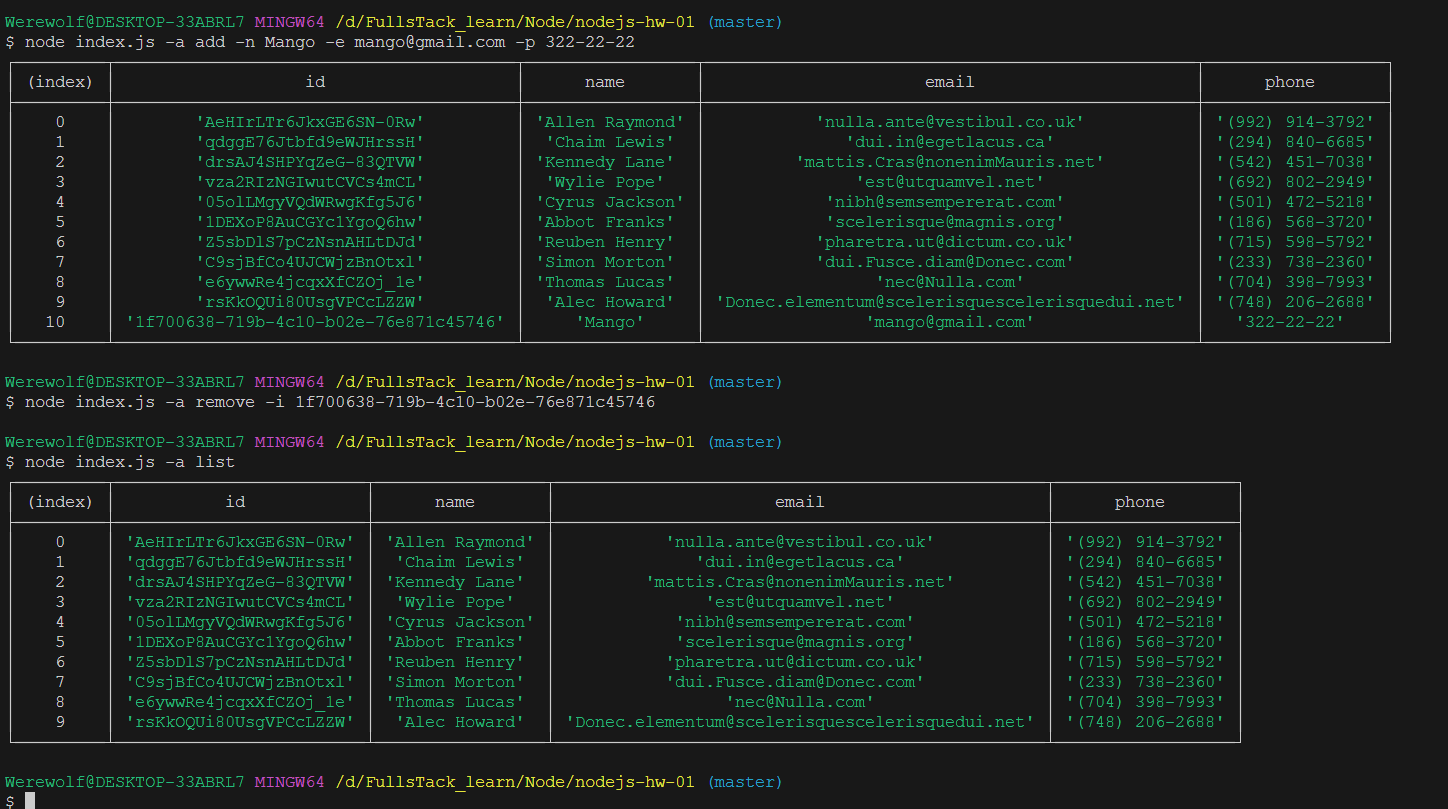 Werewolf@DESKTOP-33ABRL7 MINGW64 /d/FullsTack_learn/Node/nodejs-hw-01 (master)
$ node index.js -a add -n Mango -e mango@gmail.com -p 322-22-22
(index) id name email phone
0 'AeHIrLTr6JkxGE6SN-0Rw' 'Allen Raymond' 'nulla.ante@vestibul.co.uk' '(992) 914-3792'
1 'qdggE76Jtbfd9eWJHrssH' 'Chaim Lewis' 'dui.in@egetlacus.ca' '(294) 840-6685'
2 'drsAJ4SHPYqZeG-83QTVW' 'Kennedy Lane' 'mattis.Cras@nonenimMauris.net' '(542) 451-7038'
3 'vza2RIzNGIwutCVCs4mCL' 'Wylie Pope' 'est@utquamvel.net' '(692) 802-2949'
4 '05olLMgyVQdWRwgKfg5J6' 'Cyrus Jackson' 'nibh@semsempererat.com' '(501) 472-5218'
5 '1DEXoP8AuCGYc1YgoQ6hw' 'Abbot Franks' 'scelerisque@magnis.org' '(186) 568-3720'
6 'Z5sbDlS7pCzNsnAHLtDJd' 'Reuben Henry' 'pharetra.ut@dictum.co.uk' '(715) 598-5792'
7 'C9sjBfCo4UJCWjzBnOtxl' 'Simon Morton' 'dui.Fusce.diam@Donec.com' '(233) 738-2360'
8 'e6ywwRe4jcqxXfCZOj_1e' 'Thomas Lucas' 'nec@Nulla.com' '(704) 398-7993'
9 'rsKkOQUi80UsgVPCcLZZW' 'Alec Howard' 'Donec.elementum@scelerisquescelerisquedui.net' '(748) 206-2688'
10 '1f700638-719b-4c10-b02e-76e871c45746' 'Mango' 'mango@gmail.com' '322-22-22'
Werewolf@DESKTOP-33ABRL7 MINGW64 /d/FullsTack_learn/Node/nodejs-hw-01 (master)
$ node index.js -a remove -i 1f700638-719b-4c10-b02e-76e871c45746
Werewolf@DESKTOP-33ABRL7 MINGW64 /d/FullsTack_learn/Node/nodejs-hw-01 (master)
$ node index.js -a list
(index) id name email phone
0 'AeHIrLTr6JkxGE6SN-0Rw' 'Allen Raymond' 'nulla.ante@vestibul.co.uk' '(992) 914-3792'
1 'qdggE76Jtbfd9eWJHrssH' 'Chaim Lewis' 'dui.in@egetlacus.ca' '(294) 840-6685'
2 'drsAJ4SHPYqZeG-83QTVW' 'Kennedy Lane' 'mattis.Cras@nonenimMauris.net' '(542) 451-7038'
3 'vza2RIzNGIwutCVCs4mCL' 'Wylie Pope' 'est@utquamvel.net' '(692) 802-2949'
4 '05olLMgyVQdWRwgKfg5J6' 'Cyrus Jackson' 'nibh@semsempererat.com' '(501) 472-5218'
5 '1DEXoP8AuCGYc1YgoQ6hw' 'Abbot Franks' 'scelerisque@magnis.org' '(186) 568-3720'
6 'Z5sbDlS7pCzNsnAHLtDJd' 'Reuben Henry' 'pharetra.ut@dictum.co.uk' '(715) 598-5792'
7 'C9sjBfCo4UJCWjzBnOtxl' 'Simon Morton' 'dui.Fusce.diam@Donec.com' '(233) 738-2360'
8 'e6ywwRe4jcqxXfCZOj_1e' 'Thomas Lucas' 'nec@Nulla.com' '(704) 398-7993'
9 'rsKkOQUi80UsgVPCcLZZW' 'Alec Howard' 'Donec.elementum@scelerisquescelerisquedui.net' '(748) 206-2688'
Werewolf@DESKTOP-33ABRL7 MINGW64 /d/FullsTack_learn/Node/nodejs-hw-01 (master)
$